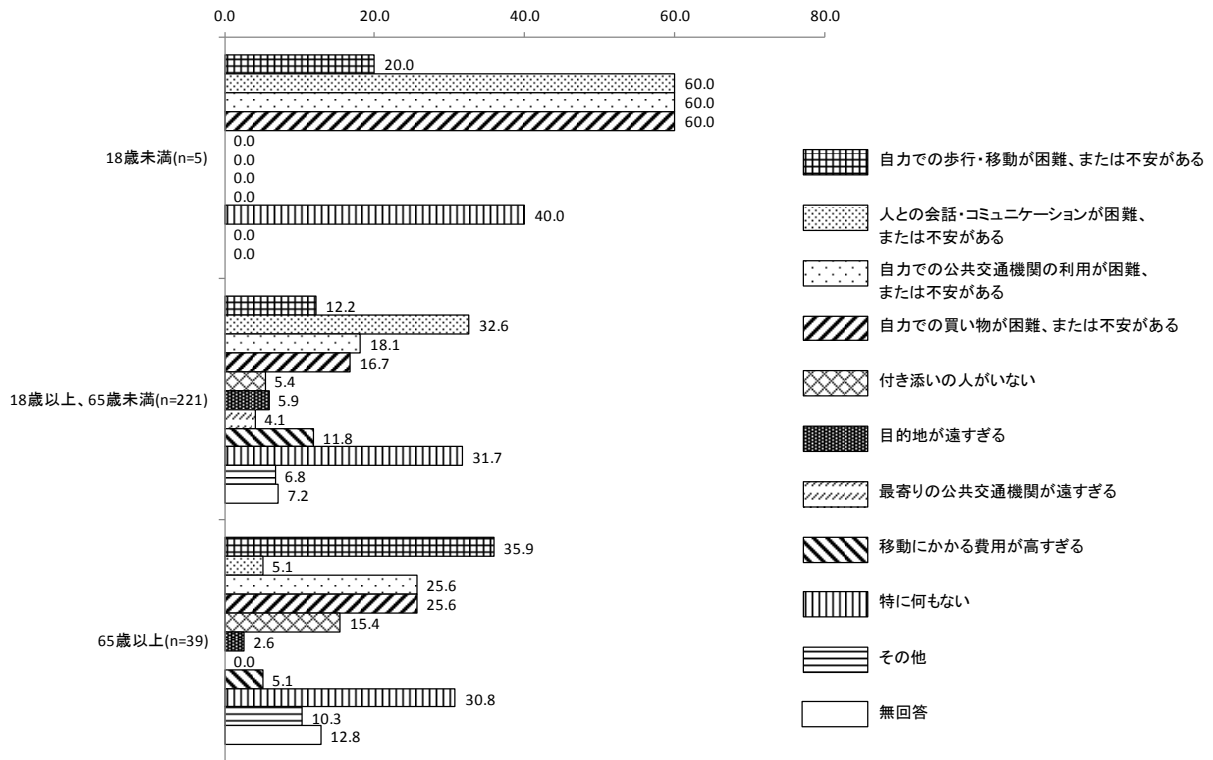 0.0 20.0 40.0 60.0 80.0
18歳未満(n=5)
20.0
60.0
60.0
60.0
0.0
0.0
0.0
0.0
40.0
0.0
0.0
18歳以上、65歳未満(n=221)
12.2
32.6
18.1
16.7
5.4
5.9
4.1
11.8
31.7
6.8
7.2
65歳以上(n=39)
35.9
5.1
25.6
25.6
15.4
2.6
0.0
5.1
30.8
10.3
12.8
自力での歩行・移動が困難、または不安がある
人との会話・コミュニケーションが困難、
または不安がある
自力での公共交通機関の利用が困難、
または不安がある
自力での買い物が困難、または不安がある
付き添いの人がいない
目的地が遠すぎる
最寄りの公共交通機関が遠すぎる
移動にかかる費用が高すぎる
特に何もない
その他
無回答